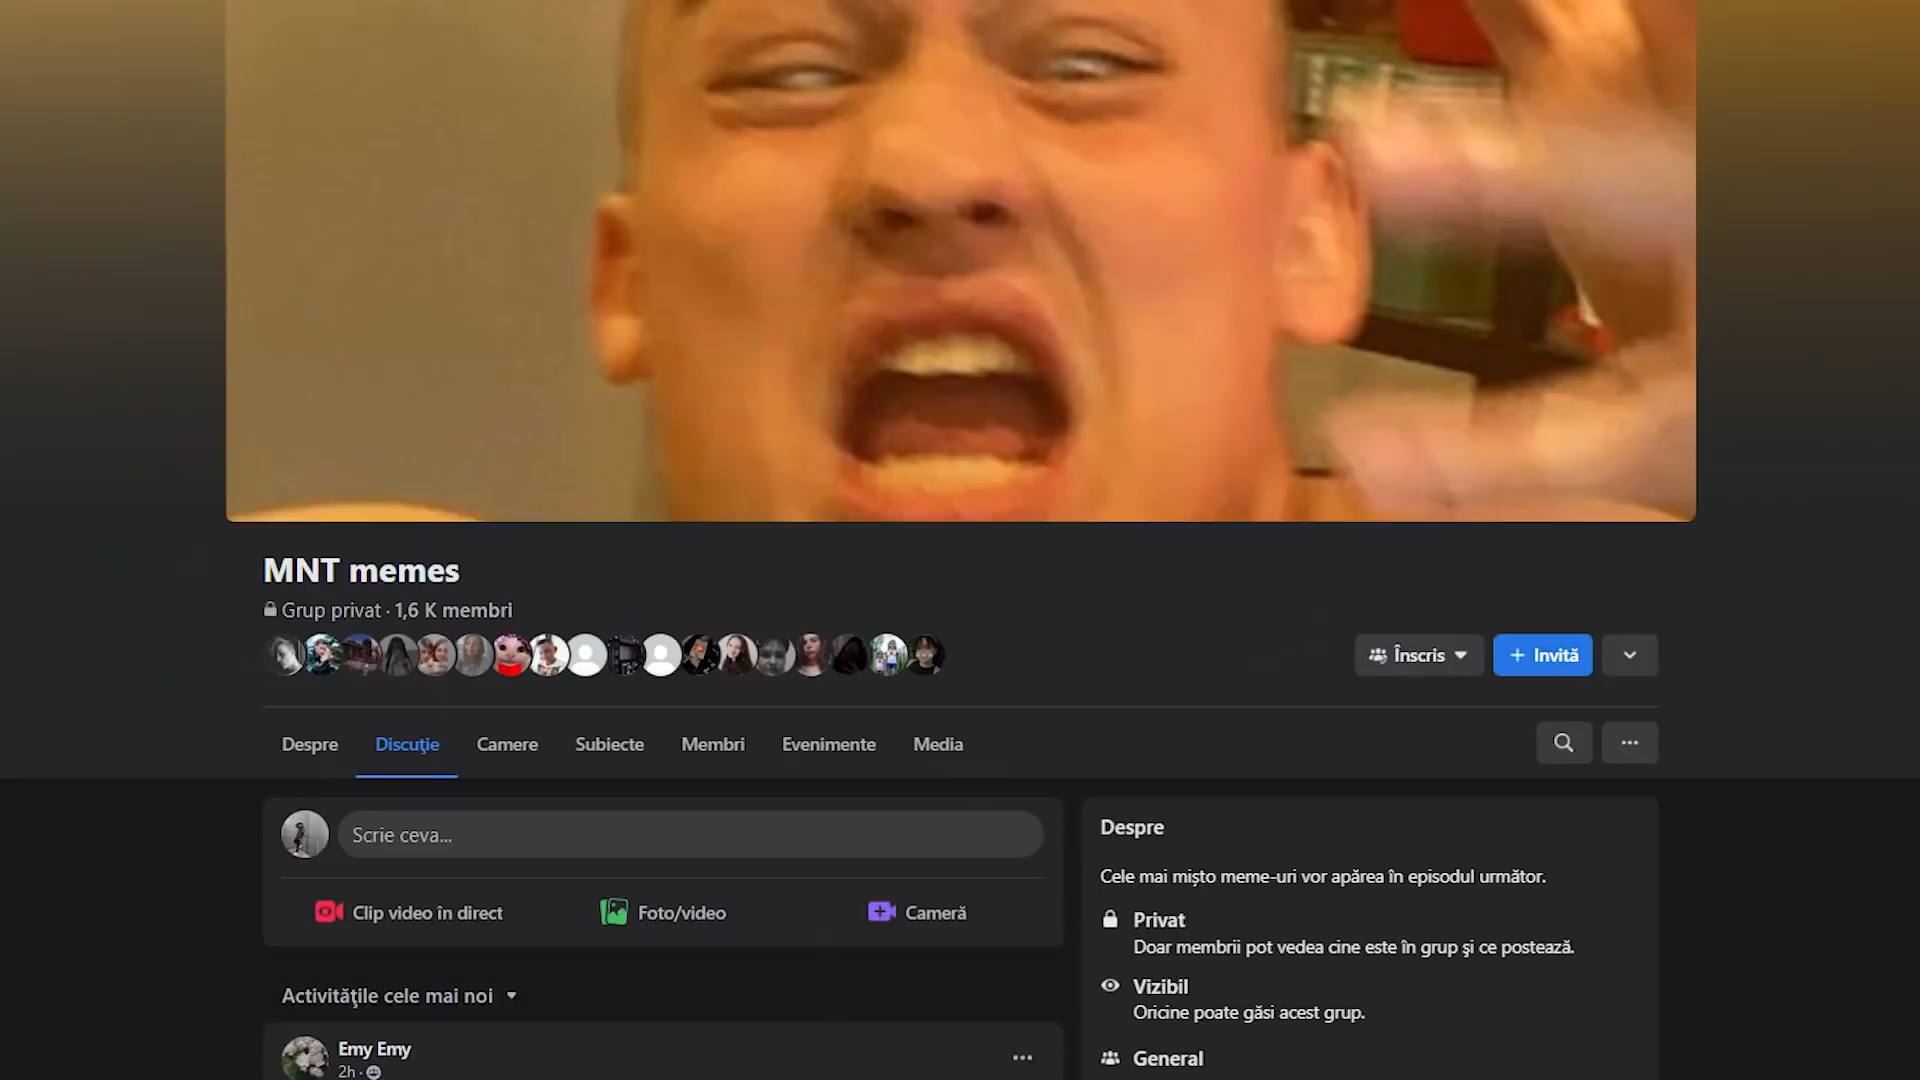 MNT memes
Grup privat · 1,6 K membri
Înscris
+ Invită
Despre
Discuţie
Camere
Subiecte
Membri
Evenimente
Media
Scrie ceva...
Clip video în direct
Foto/video
Cameră
Activităţile cele mai noi
Emy Emy
2h ·
Despre
Cele mai mișto meme-uri vor apărea în episodul următor.
Privat
Doar membrii pot vedea cine este în grup şi ce postează.
Vizibil
Oricine poate găsi acest grup.
General